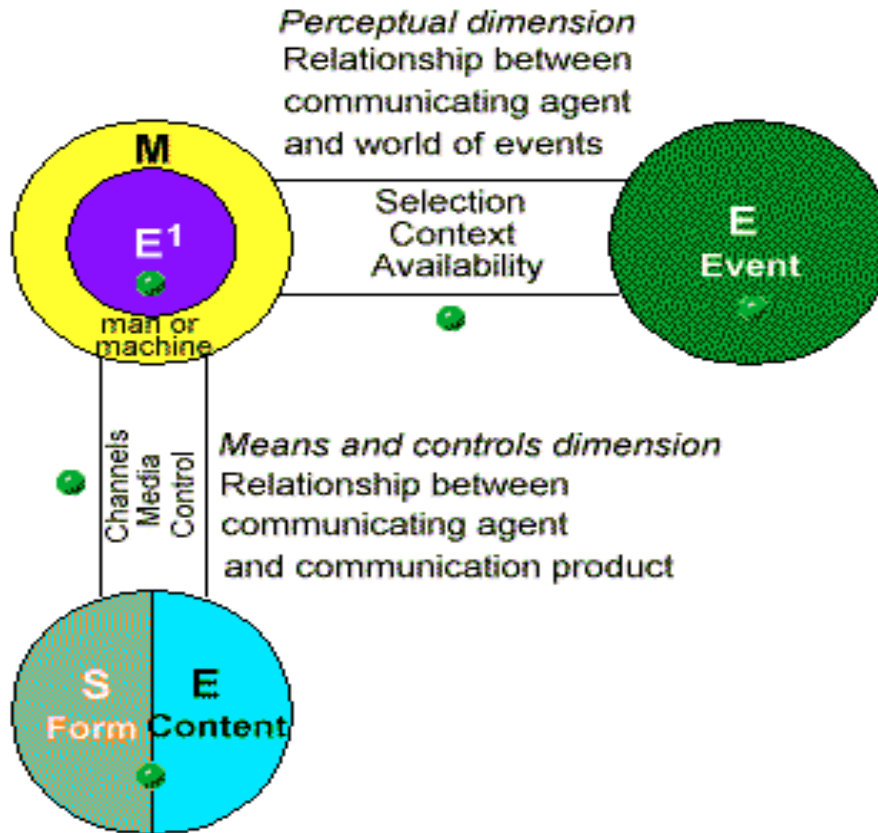 Perceptual dimension
Relationship between
communicating agent
and world of events
M
E¹
man or
machine
Selection
Context
Availability
E
Event
Channels
Media
Control
Means and controls dimension
Relationship between
communicating agent
and communication product
S
Form
E
Content